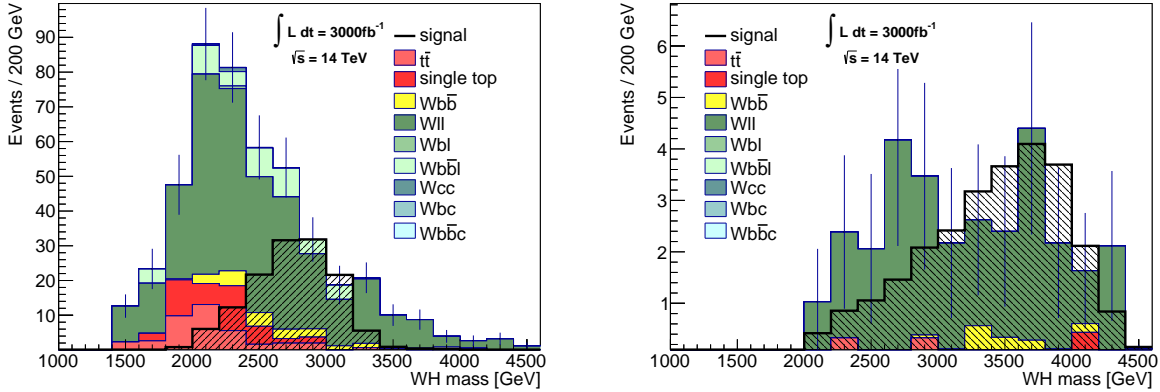 Events / 200 GeV
90
80
70
60
50
40
30
20
10
1000 1500 2000 2500 3000 3500 4000 4500
WH mass [GeV]
∫ L dt = 3000fb⁻¹
√s = 14 TeV
signal
tt̄
single top
Wbb̄
Wll
Wbl
Wbb̄l
Wcc
Wbc
Wbb̄c
Events / 200 GeV
6
5
4
3
2
1
1000 1500 2000 2500 3000 3500 4000 4500
WH mass [GeV]
∫ L dt = 3000fb⁻¹
√s = 14 TeV
signal
tt̄
single top
Wbb̄
Wll
Wbl
Wbb̄l
Wcc
Wbc
Wbb̄c